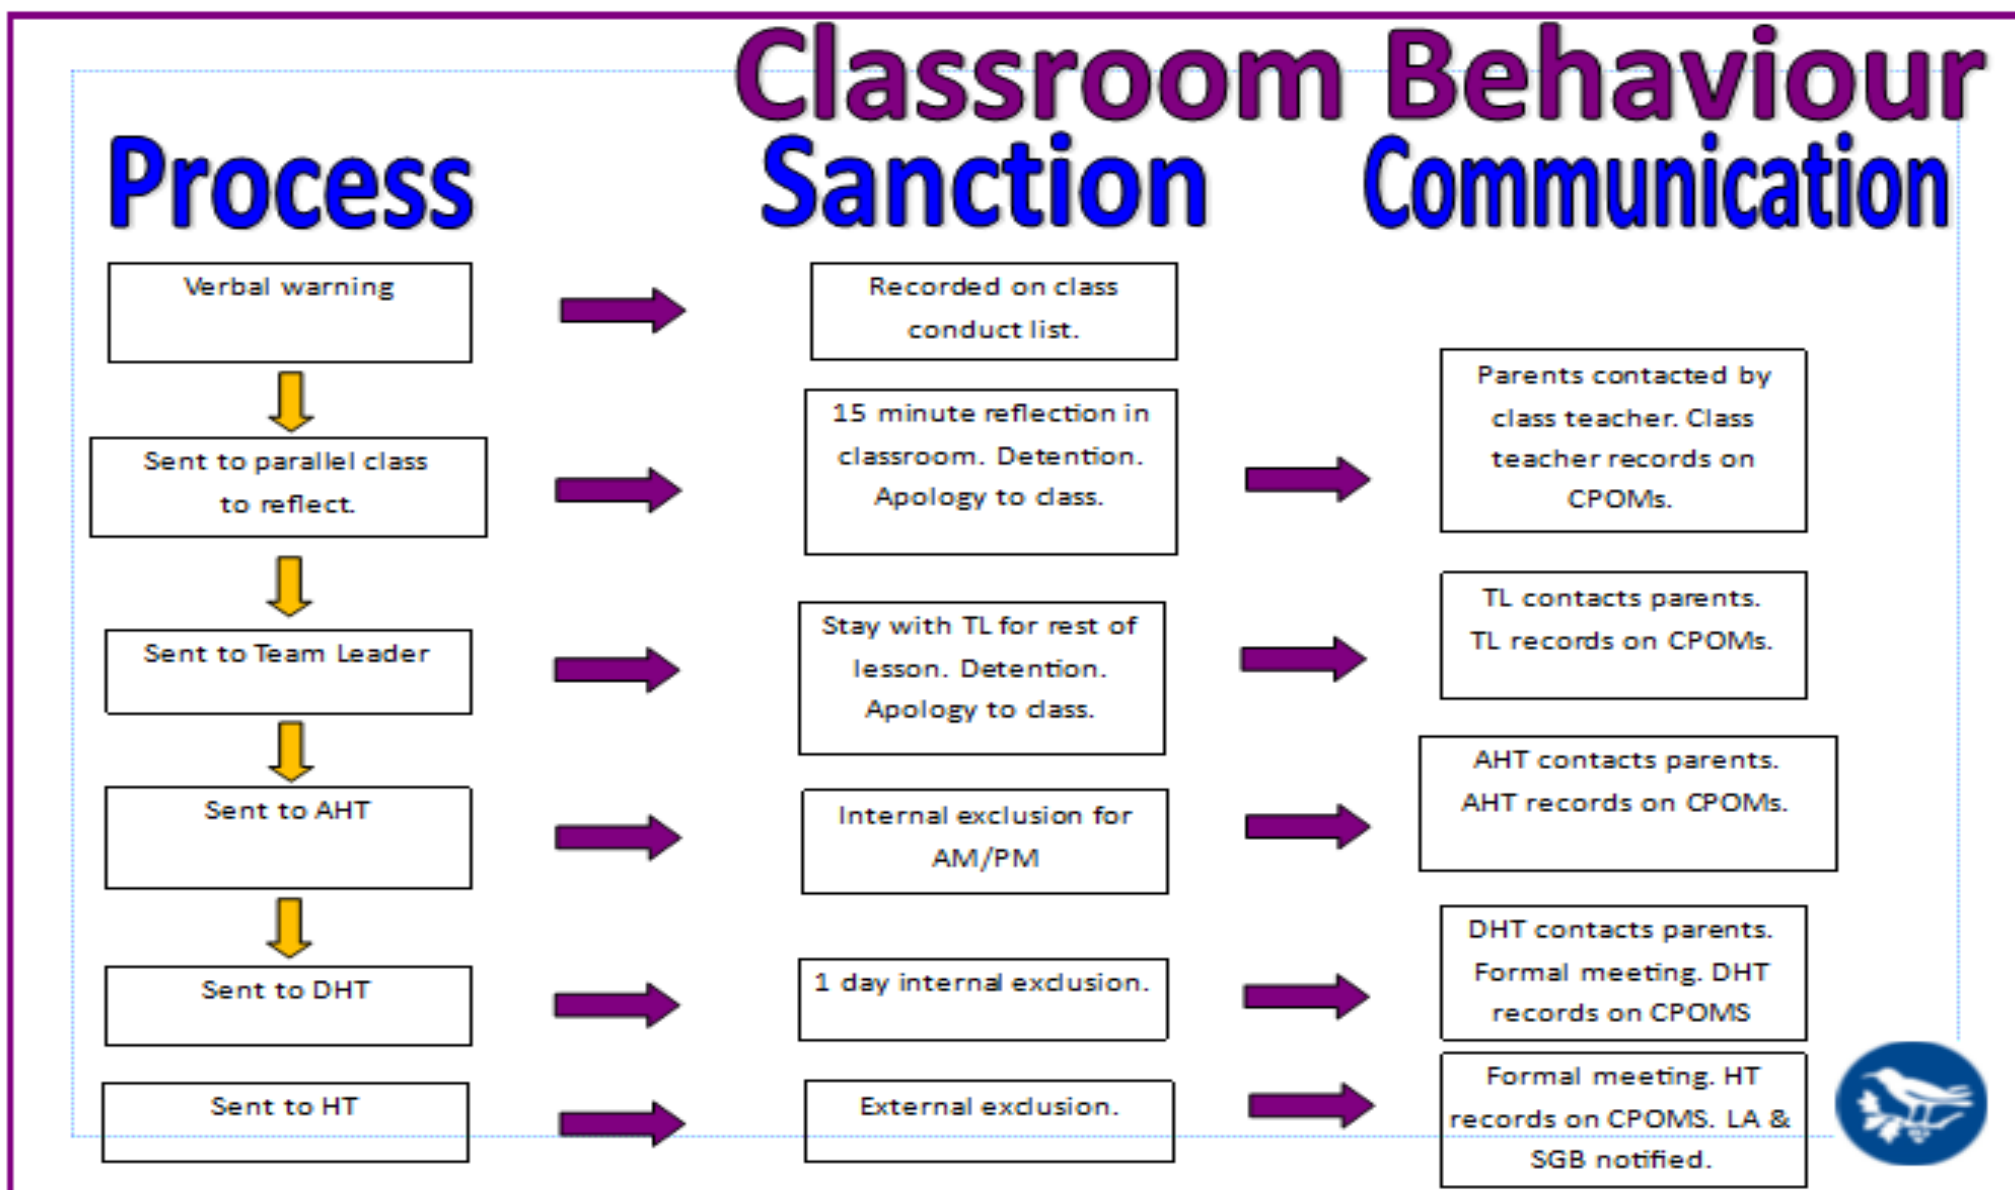 Classroom Behaviour
Process
Sanction
Communication
Verbal warning
Recorded on class
conduct list.
Sent to parallel class
to reflect.
15 minute reflection in
classroom. Detention.
Apology to class.
Parents contacted by
class teacher. Class
teacher records on
CPOMs.
Sent to Team Leader
Stay with TL for rest of
lesson. Detention.
Apology to class.
TL contacts parents.
TL records on CPOMs.
Sent to AHT
Internal exclusion for
AM/PM
AHT contacts parents.
AHT records on CPOMs.
Sent to DHT
1 day internal exclusion.
DHT contacts parents.
Formal meeting. DHT
records on CPOMS
Sent to HT
External exclusion.
Formal meeting. HT
records on CPOMS. LA &
SGB notified.